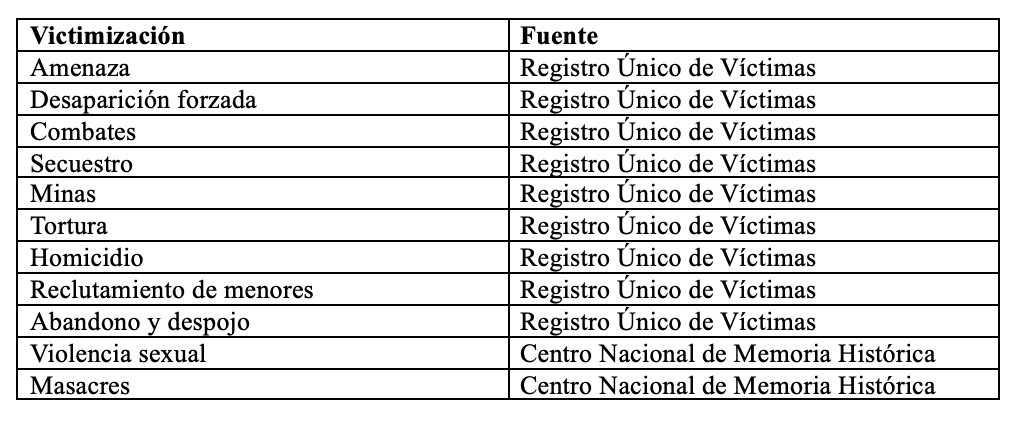 Victimización Fuente
Amenaza Registro Único de Víctimas
Desaparición forzada Registro Único de Víctimas
Combates Registro Único de Víctimas
Secuestro Registro Único de Víctimas
Minas Registro Único de Víctimas
Tortura Registro Único de Víctimas
Homicidio Registro Único de Víctimas
Reclutamiento de menores Registro Único de Víctimas
Abandono y despojo Registro Único de Víctimas
Violencia sexual Centro Nacional de Memoria Histórica
Masacres Centro Nacional de Memoria Histórica